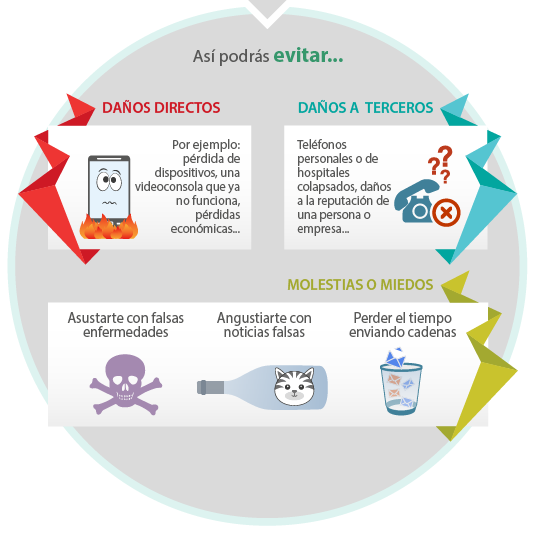 Así podrás evitar...
DAÑOS DIRECTOS
Por ejemplo:
pérdida de
dispositivos, una
videoconsola que ya
no funciona,
pérdidas
económicas...
DAÑOS A TERCEROS
Teléfonos
personales o de
hospitales
colapsados, daños
a la reputación de
una persona o
empresa...
???
MOLESTIAS O MIEDOS
Asustarte con falsas
enfermedades
Angustiarte con
noticias falsas
Perder el tiempo
enviando cadenas